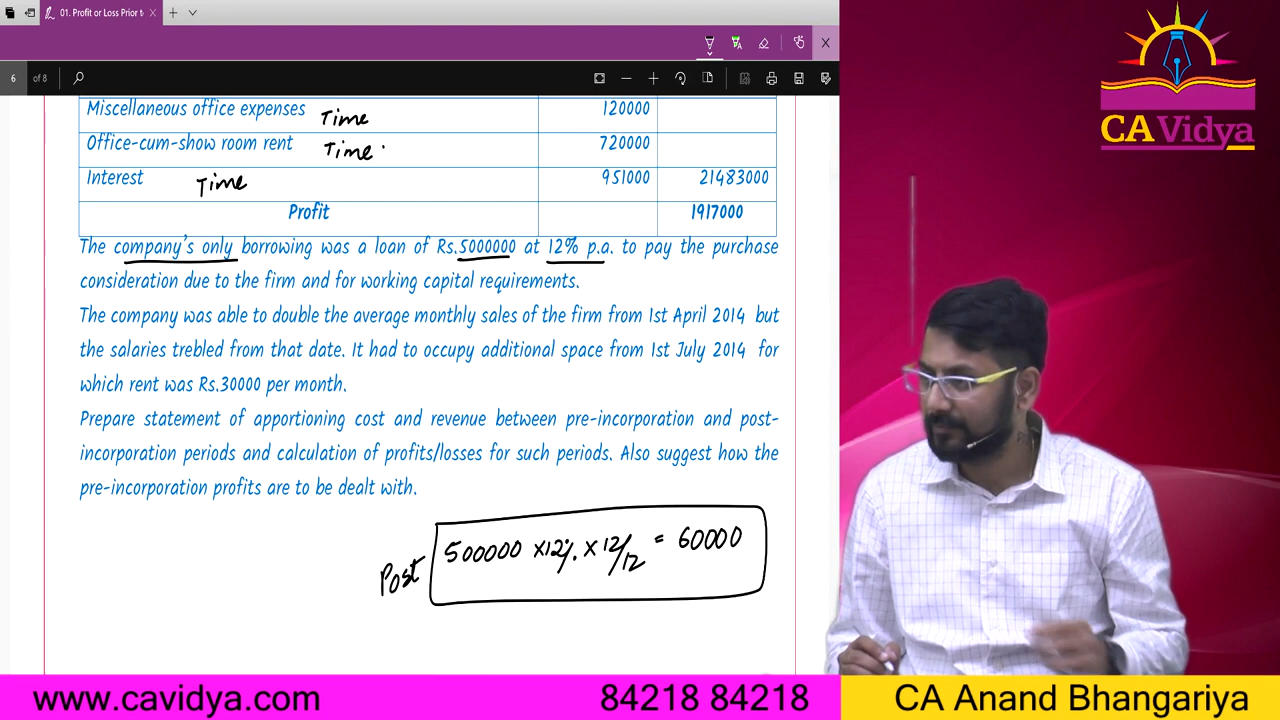 01. Profit or Loss Prior t
6 of 8
Miscellaneous office expenses Time 120000
Office-cum-show room rent Time 720000
Interest Time 951000 21483000
Profit 1917000
The company's only borrowing was a loan of Rs.5000000 at 12% p.a. to pay the purchase
consideration due to the firm and for working capital requirements.
The company was able to double the average monthly sales of the firm from 1st April 2014 but
the salaries trebled from that date. It had to occupy additional space from 1st July 2014 for
which rent was Rs.30000 per month.
Prepare statement of apportioning cost and revenue between pre-incorporation and post-
incorporation periods and calculation of profits/losses for such periods. Also suggest how the
pre-incorporation profits are to be dealt with.
Post 500000 x12% x 12/12 = 60000
CA Vidya
www.cavidya.com 84218 84218 CA Anand Bhangariya